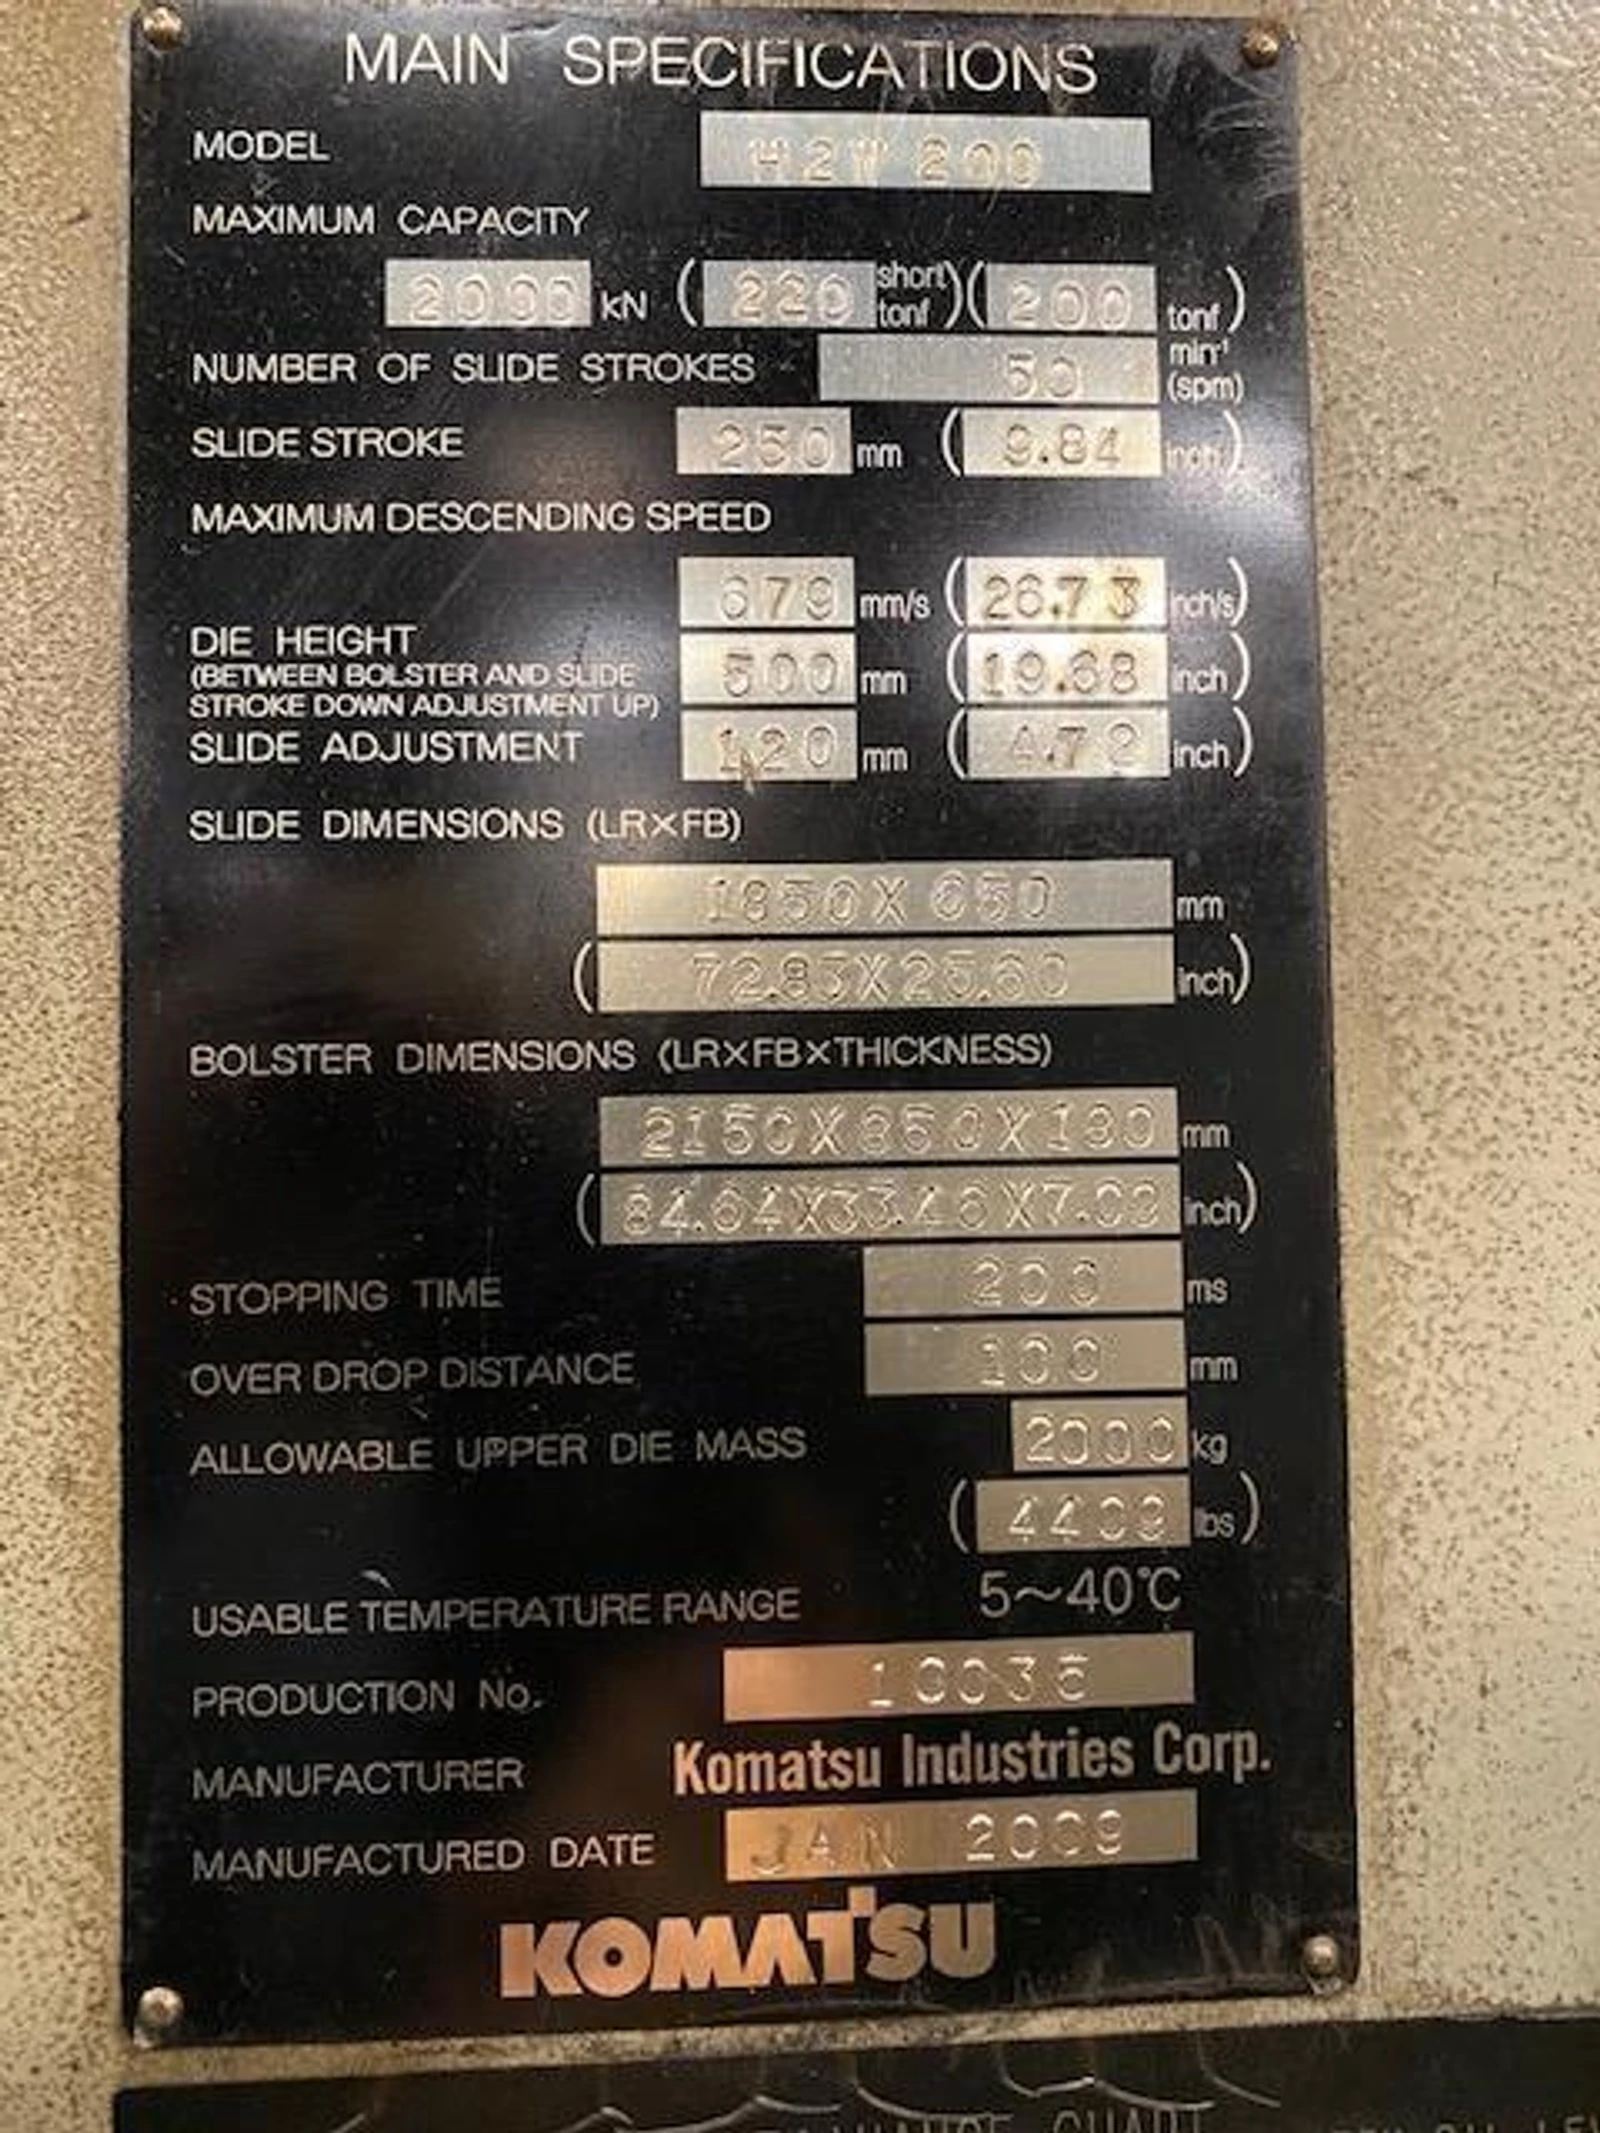 MAIN SPECIFICATIONS
MODEL H2W 200
MAXIMUM CAPACITY
2000 kN (220 short tonf) (200 tonf)
NUMBER OF SLIDE STROKES 50 min⁻¹ (spm)
SLIDE STROKE 250 mm (9.84 inch)
MAXIMUM DESCENDING SPEED
679 mm/s (26.73 inch/s)
DIE HEIGHT 500 mm (19.68 inch)
(BETWEEN BOLSTER AND SLIDE
STROKE DOWN ADJUSTMENT UP)
SLIDE ADJUSTMENT 120 mm (4.72 inch)
SLIDE DIMENSIONS (LR×FB)
1850X 650 mm
(72.83X25.60 inch)
BOLSTER DIMENSIONS (LR×FB×THICKNESS)
2150X850X180 mm
(84.64X33.46X7.09 inch)
STOPPING TIME 200 ms
OVER DROP DISTANCE 100 mm
ALLOWABLE UPPER DIE MASS 2000 kg
(4409 lbs)
USABLE TEMPERATURE RANGE 5~40℃
PRODUCTION No. 10035
MANUFACTURER Komatsu Industries Corp.
MANUFACTURED DATE JAN 2009
KOMATSU